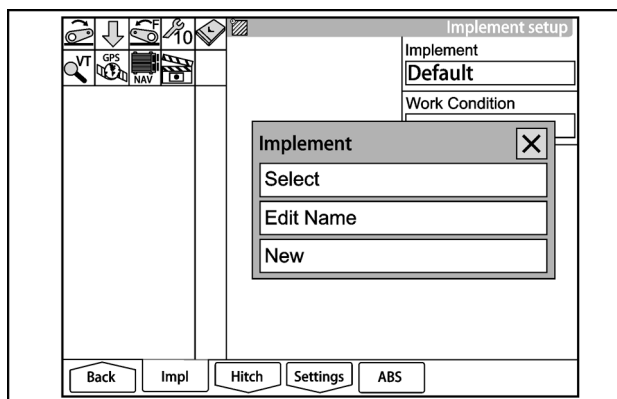 F
10
L
Implement setup
VT
GPS
NAV
Implement
Default
Work Condition
Implement
Select
Edit Name
New
Back
Impl
Hitch
Settings
ABS